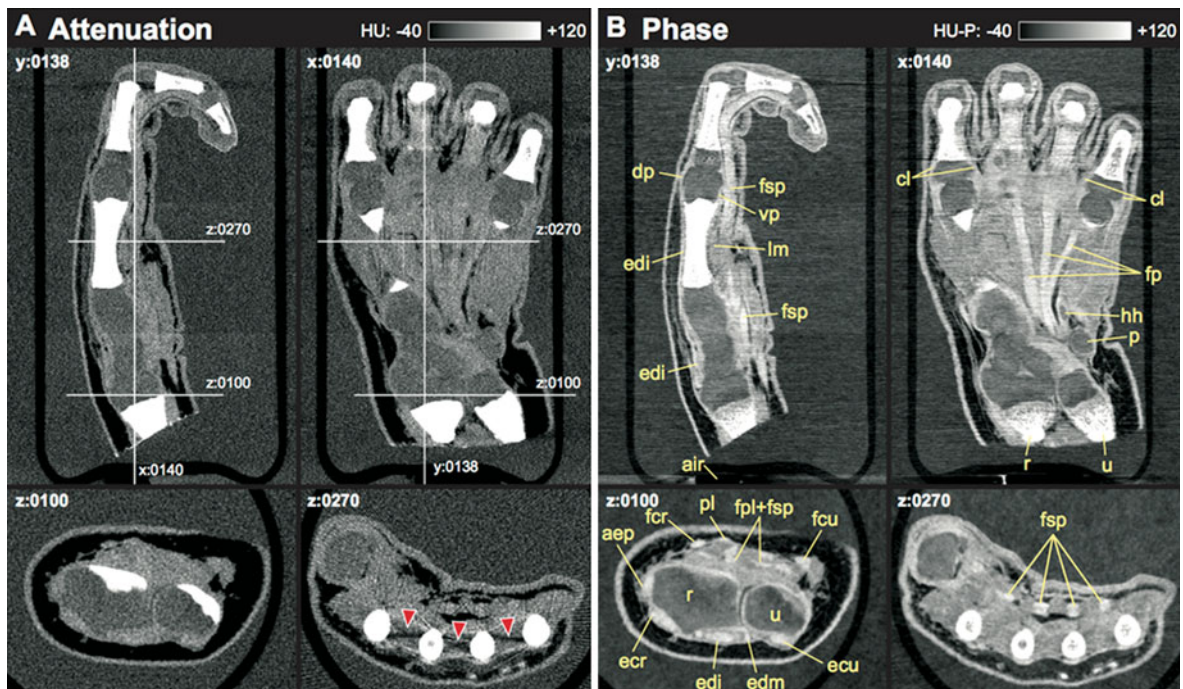 A Attenuation
HU: -40 +120
y:0138
x:0140
z:0270
z:0270
z:0100
z:0100
x:0140
y:0138
z:0100
z:0270
B Phase
HU-P: -40 +120
y:0138
x:0140
dp
fsp
vp
edi
lm
fsp
edi
air
cl
cl
fp
hh
p
r
u
z:0100
fcr
pl
fpl+fsp
fcu
aep
r
u
ecr
edi
edm
ecu
z:0270
fsp